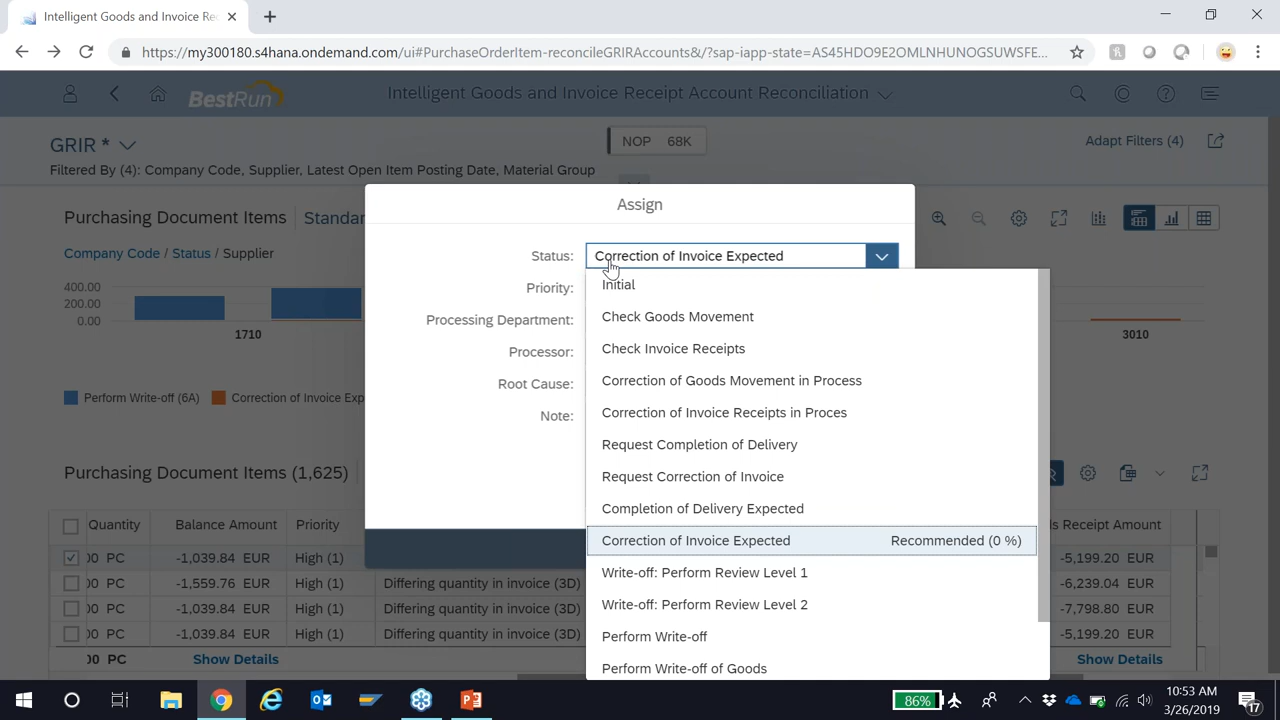 Intelligent Goods and Invoice Re
https://my300180.s4hana.ondemand.com/ui#PurchaseOrderItem-reconcileGRIRAccounts&/?sap-iapp-state=AS45HDO9E2OMLNHUNOGSUWSFE...
BestRun
Intelligent Goods and Invoice Receipt Account Reconciliation
GRIR *
NOP 68K
Adapt Filters (4)
Filtered By (4): Company Code, Supplier, Latest Open Item Posting Date, Material Group
Assign
Purchasing Document Items
Standar
Company Code / Status / Supplier
Status: Correction of Invoice Expected
Priority:
Processing Department:
Processor:
Root Cause:
Note:
Initial
Check Goods Movement
Check Invoice Receipts
Correction of Goods Movement in Process
Correction of Invoice Receipts in Proces
Request Completion of Delivery
Request Correction of Invoice
Completion of Delivery Expected
Correction of Invoice Expected Recommended (0 %)
Write-off: Perform Review Level 1
Write-off: Perform Review Level 2
Perform Write-off
Perform Write-off of Goods
400.00
200.00
0.00
1710
3010
Perform Write-off (6A) Correction of Invoice Exp
Purchasing Document Items (1,625)
Quantity Balance Amount Priority s Receipt Amount
00 PC -1,039.84 EUR High (1) -5,199.20 EUR
00 PC -1,559.76 EUR High (1) Differing quantity in invoice (3D) -6,239.04 EUR
00 PC -1,039.84 EUR High (1) Differing quantity in invoice (3D) -7,798.80 EUR
00 PC -1,039.84 EUR High (1) Differing quantity in invoice (3D) -5,199.20 EUR
00 PC Show Details Show Details
86%
10:53 AM
3/26/2019
17